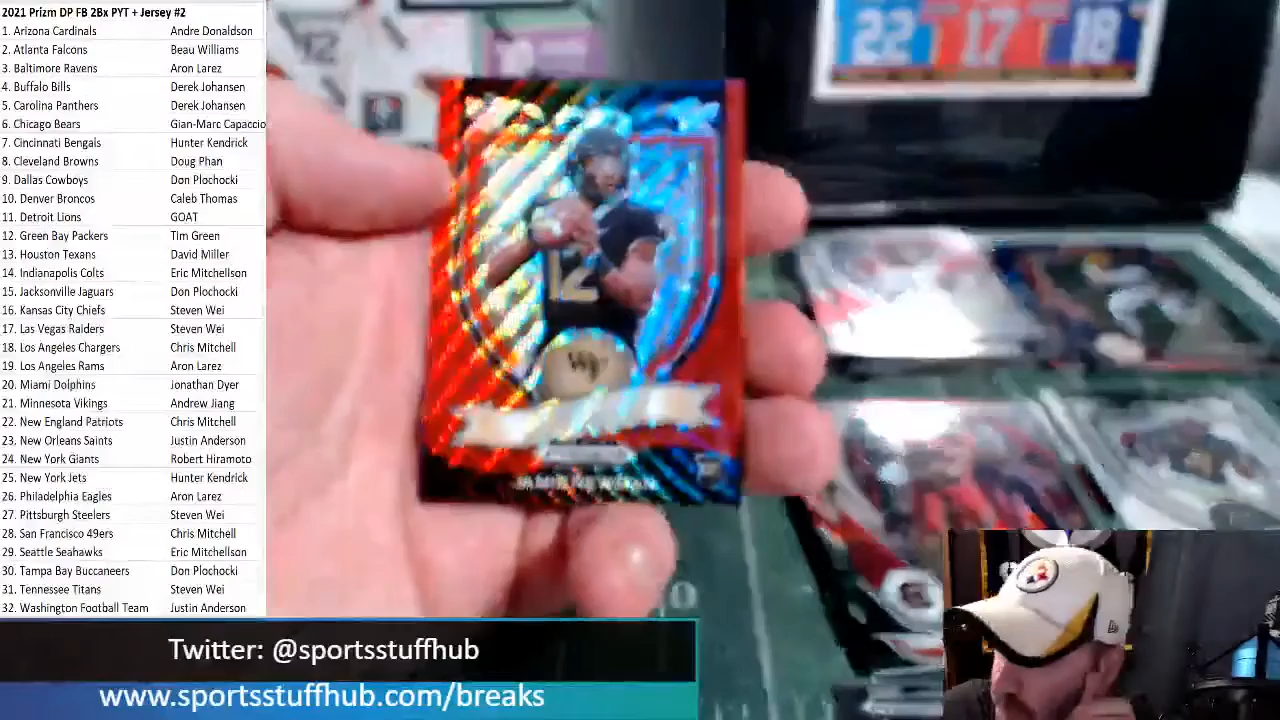 2021 Prizm DP FB 2Bx PYT + Jersey #2
1. Arizona Cardinals Andre Donaldson
2. Atlanta Falcons Beau Williams
3. Baltimore Ravens Aron Larez
4. Buffalo Bills Derek Johansen
5. Carolina Panthers Derek Johansen
6. Chicago Bears Gian-Marc Capaccio
7. Cincinnati Bengals Hunter Kendrick
8. Cleveland Browns Doug Phan
9. Dallas Cowboys Don Plochocki
10. Denver Broncos Caleb Thomas
11. Detroit Lions GOAT
12. Green Bay Packers Tim Green
13. Houston Texans David Miller
14. Indianapolis Colts Eric Mitchellson
15. Jacksonville Jaguars Don Plochocki
16. Kansas City Chiefs Steven Wei
17. Las Vegas Raiders Steven Wei
18. Los Angeles Chargers Chris Mitchell
19. Los Angeles Rams Aron Larez
20. Miami Dolphins Jonathan Dyer
21. Minnesota Vikings Andrew Jiang
22. New England Patriots Chris Mitchell
23. New Orleans Saints Justin Anderson
24. New York Giants Robert Hiramoto
25. New York Jets Hunter Kendrick
26. Philadelphia Eagles Aron Larez
27. Pittsburgh Steelers Steven Wei
28. San Francisco 49ers Chris Mitchell
29. Seattle Seahawks Eric Mitchellson
30. Tampa Bay Buccaneers Don Plochocki
31. Tennessee Titans Steven Wei
32. Washington Football Team Justin Anderson
22 17 18
12
12
Twitter: @sportsstuffhub
www.sportsstuffhub.com/breaks